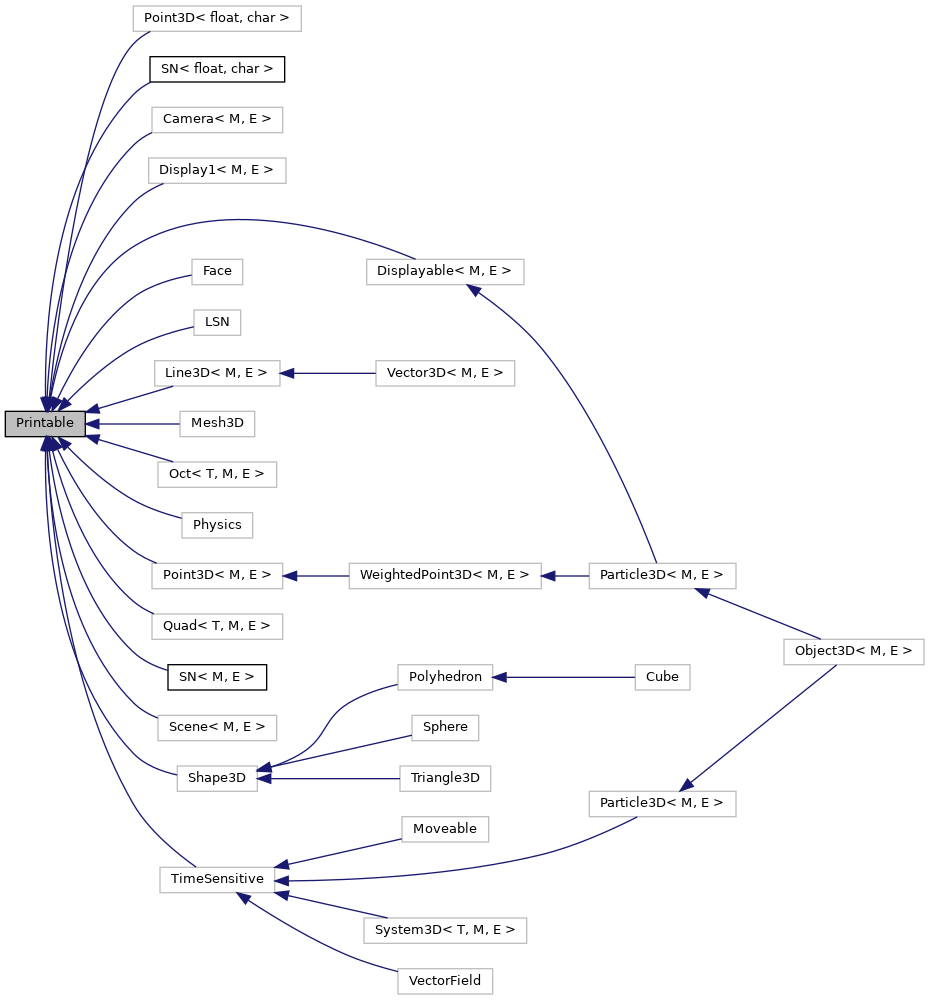 Point3D< float, char >
SN< float, char >
Camera< M, E >
Display1< M, E >
Displayable< M, E >
Face
LSN
Line3D< M, E >
Vector3D< M, E >
Mesh3D
Printable
Oct< T, M, E >
Physics
Point3D< M, E >
WeightedPoint3D< M, E >
Particle3D< M, E >
Quad< T, M, E >
Object3D< M, E >
SN< M, E >
Polyhedron
Cube
Scene< M, E >
Sphere
Shape3D
Triangle3D
Particle3D< M, E >
Moveable
TimeSensitive
System3D< T, M, E >
VectorField